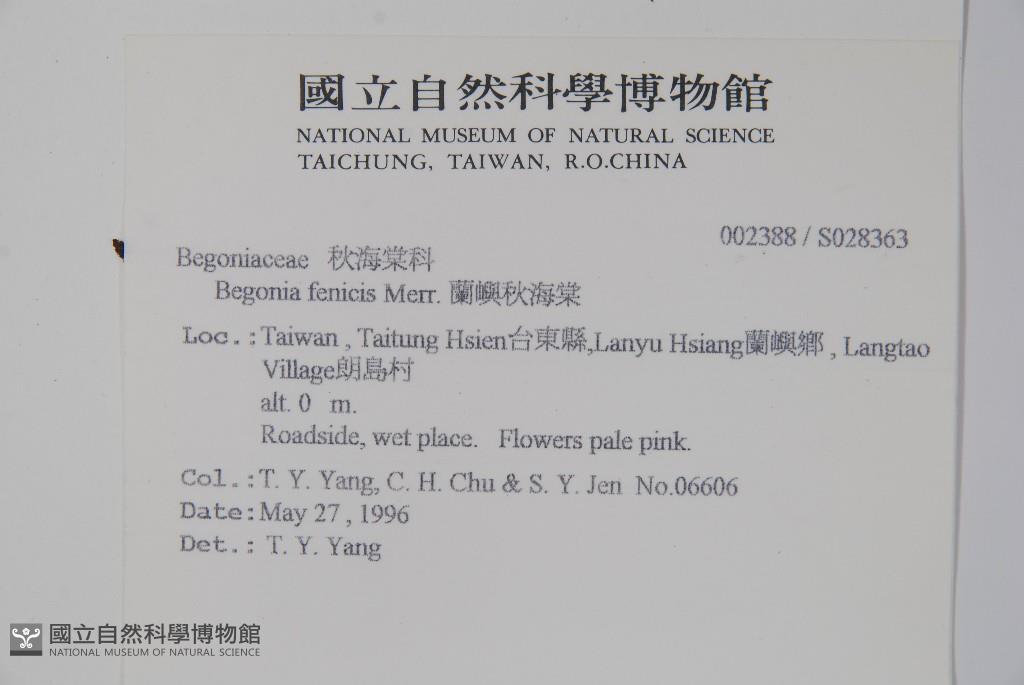 國立自然科學博物館
NATIONAL MUSEUM OF NATURAL SCIENCE
TAICHUNG, TAIWAN, R.O.CHINA
002388 / S028363
Begoniaceae 秋海棠科
Begonia fenicis Merr. 蘭嶼秋海棠
Loc.: Taiwan , Taitung Hsien台東縣,Lanyu Hsiang蘭嶼鄉 , Langtao
Village朗島村
alt. 0 m.
Roadside, wet place. Flowers pale pink.
Col.: T. Y. Yang, C. H. Chu & S. Y. Jen No.06606
Date: May 27 , 1996
Det.: T. Y. Yang
國立自然科學博物館
NATIONAL MUSEUM OF NATURAL SCIENCE